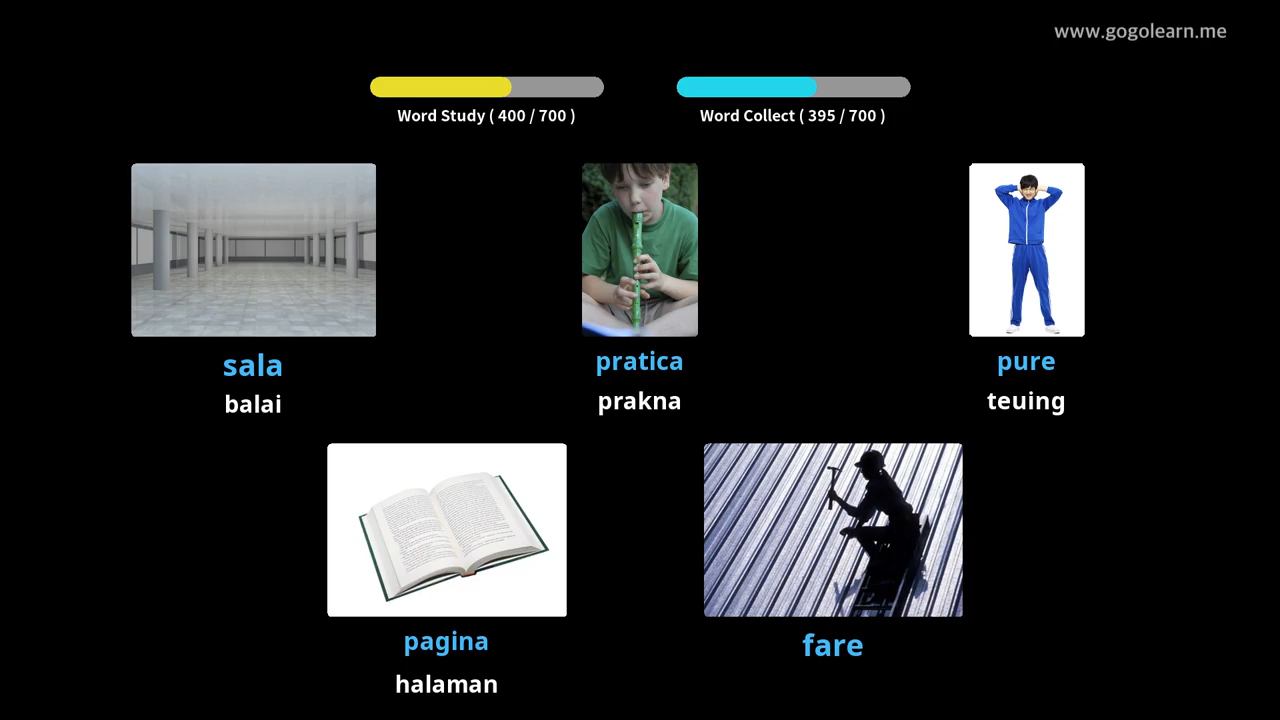 www.gogolearn.me
Word Study ( 400 / 700 )
Word Collect ( 395 / 700 )
sala
balai
pratica
prakna
pure
teuing
pagina
halaman
fare